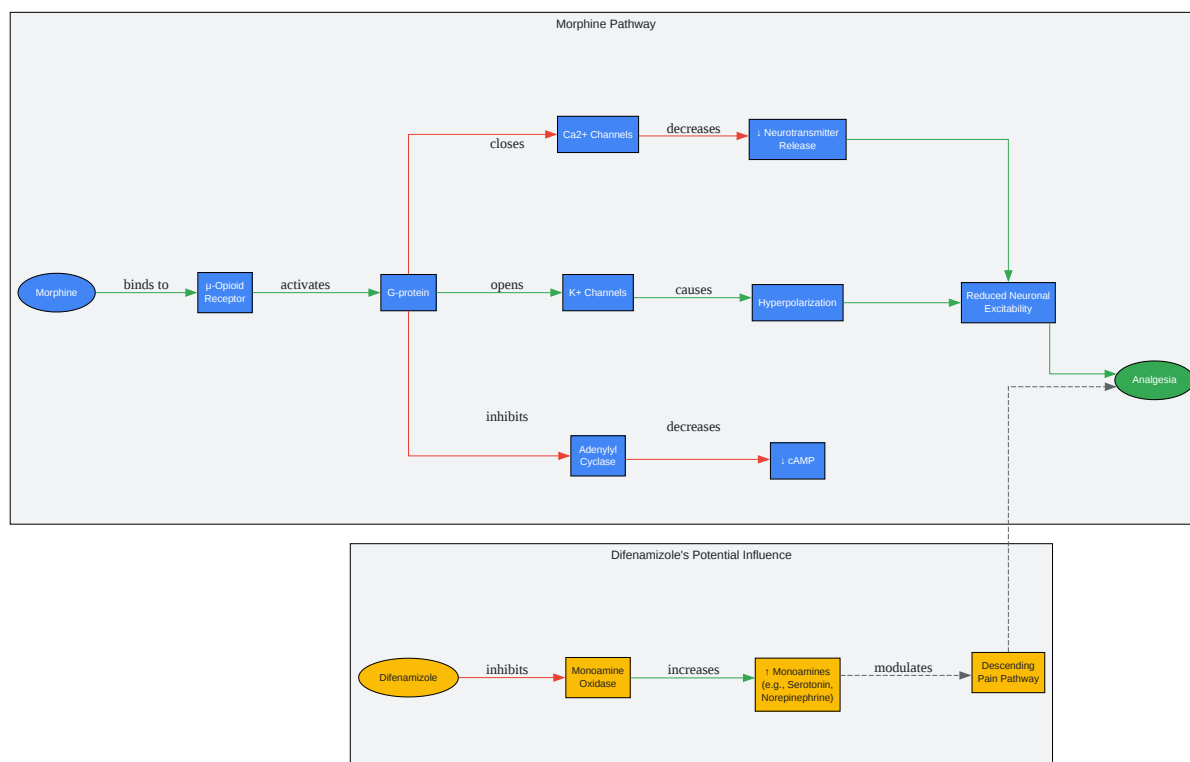 Morphine Pathway
closes
Ca2+ Channels
decreases
↓ Neurotransmitter
Release
Morphine
binds to
μ-Opioid
Receptor
activates
G-protein
opens
K+ Channels
causes
Hyperpolarization
Reduced Neuronal
Excitability
Analgesia
inhibits
Adenylyl
Cyclase
decreases
↓ cAMP
Difenamizole's Potential Influence
Difenamizole
inhibits
Monoamine
Oxidase
increases
↑ Monoamines
(e.g., Serotonin,
Norepinephrine)
modulates
Descending
Pain Pathway